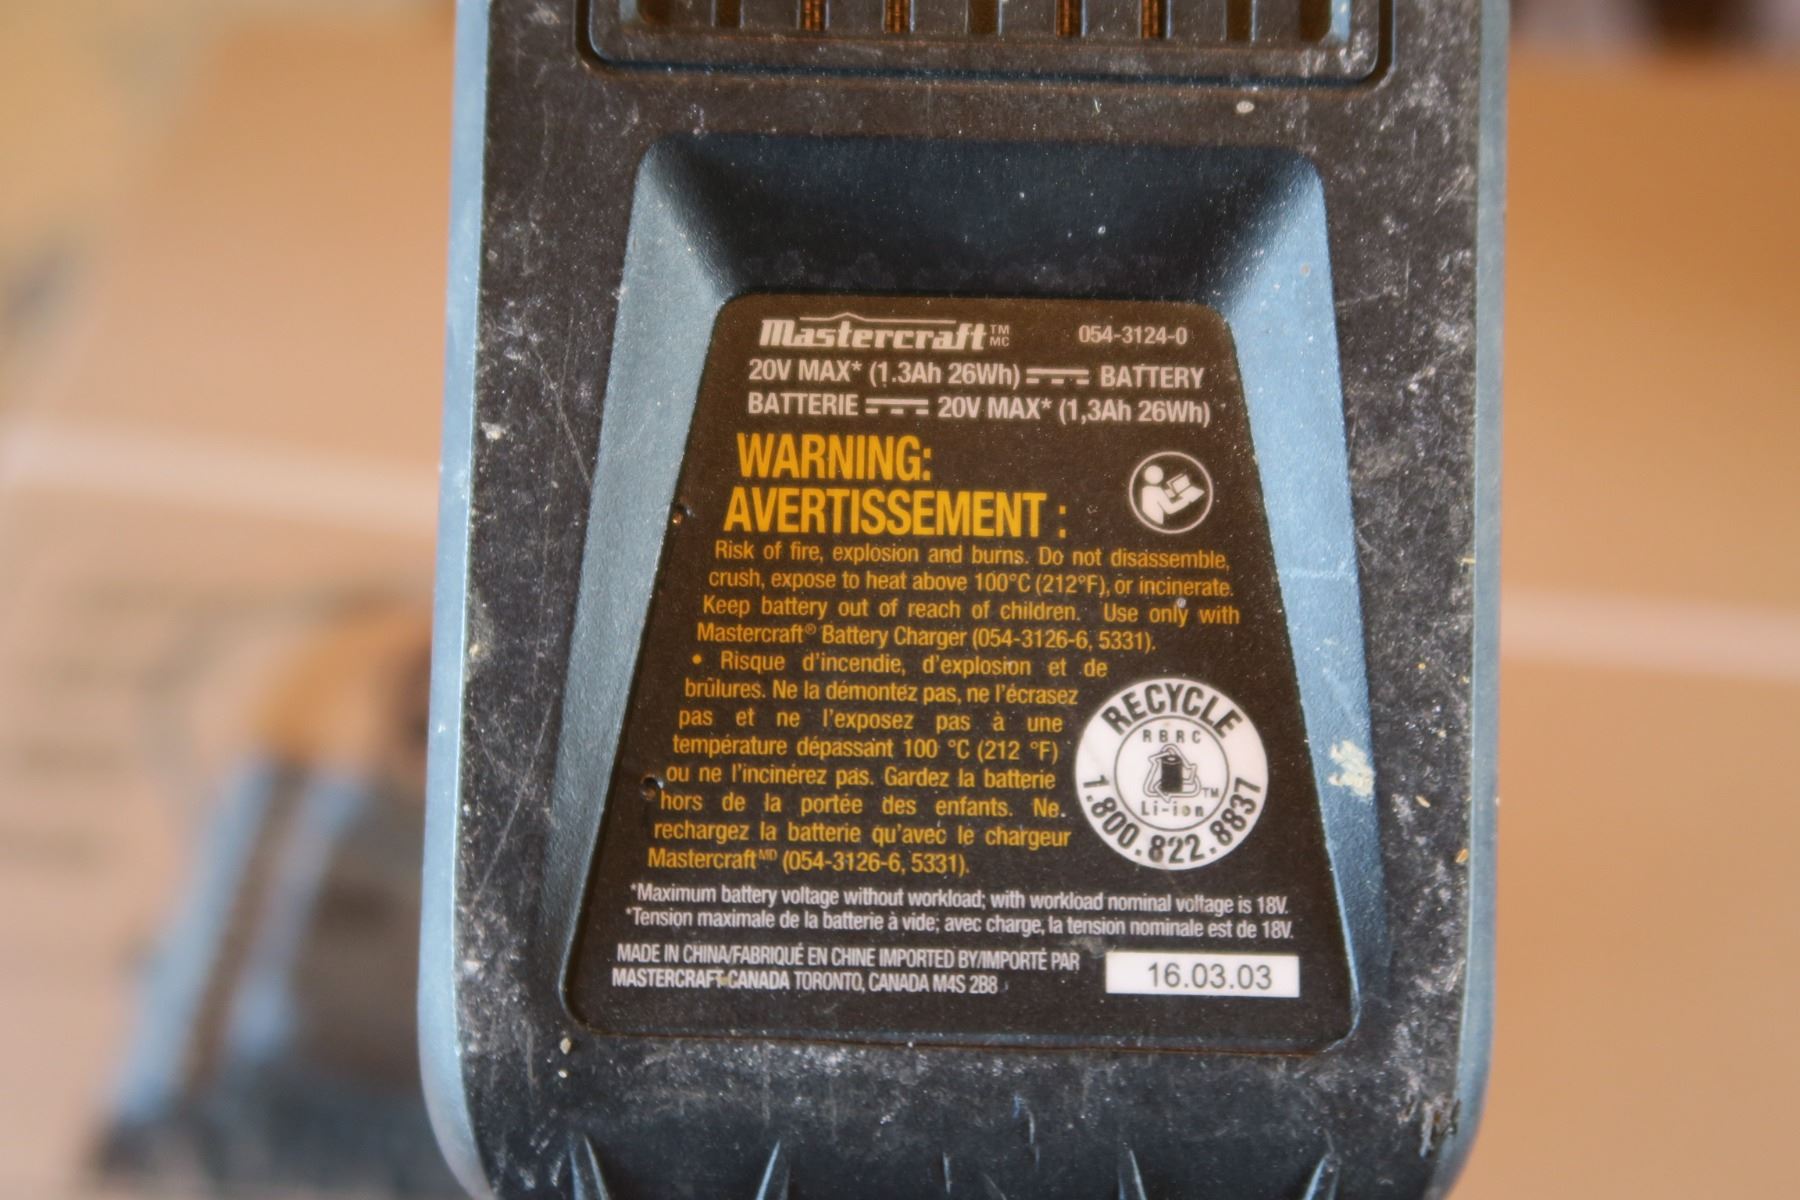 Mastercraft TM MC 054-3124-0
20V MAX* (1.3Ah 26Wh) BATTERY
BATTERIE 20V MAX* (1,3Ah 26Wh)
WARNING:
AVERTISSEMENT :
Risk of fire, explosion and burns. Do not disassemble,
crush, expose to heat above 100°C (212°F), or incinerate.
Keep battery out of reach of children. Use only with
Mastercraft® Battery Charger (054-3126-6, 5331).
• Risque d'incendie, d'explosion et de
brûlures. Ne la démontez pas, ne l'écrasez
pas et ne l'exposez pas à une
température dépassant 100 °C (212 °F)
ou ne l'incinérez pas. Gardez la batterie
hors de la portée des enfants. Ne
rechargez la batterie qu'avec le chargeur
Mastercraft MD (054-3126-6, 5331).
RECYCLE
RBRC
TM
Li-ion
1.800.822.8837
*Maximum battery voltage without workload; with workload nominal voltage is 18V.
*Tension maximale de la batterie à vide; avec charge, la tension nominale est de 18V.
MADE IN CHINA/FABRIQUÉ EN CHINE IMPORTED BY/IMPORTÉ PAR
MASTERCRAFT CANADA TORONTO, CANADA M4S 2B8
16.03.03